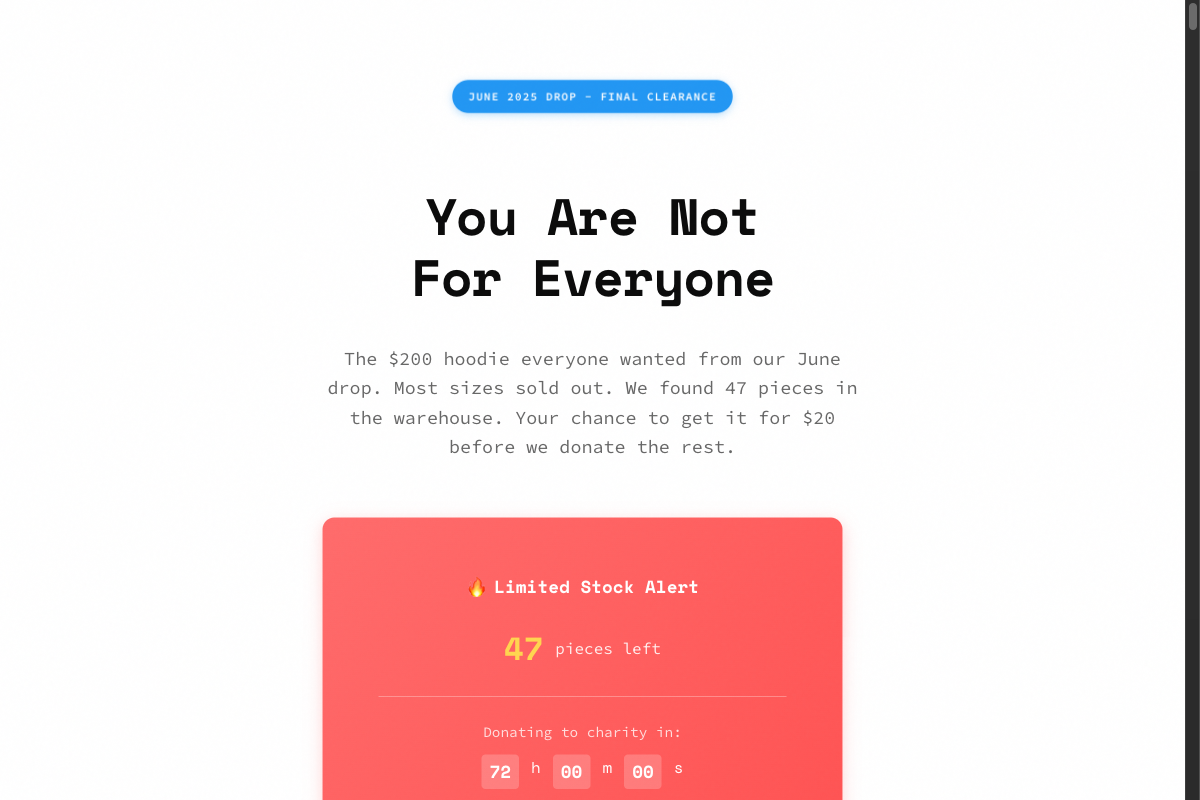 JUNE 2025 DROP – FINAL CLEARANCE
You Are Not
For Everyone
The $200 hoodie everyone wanted from our June
drop. Most sizes sold out. We found 47 pieces in
the warehouse. Your chance to get it for $20
before we donate the rest.
🔥 Limited Stock Alert
47 pieces left
Donating to charity in:
72 h 00 m 00 s